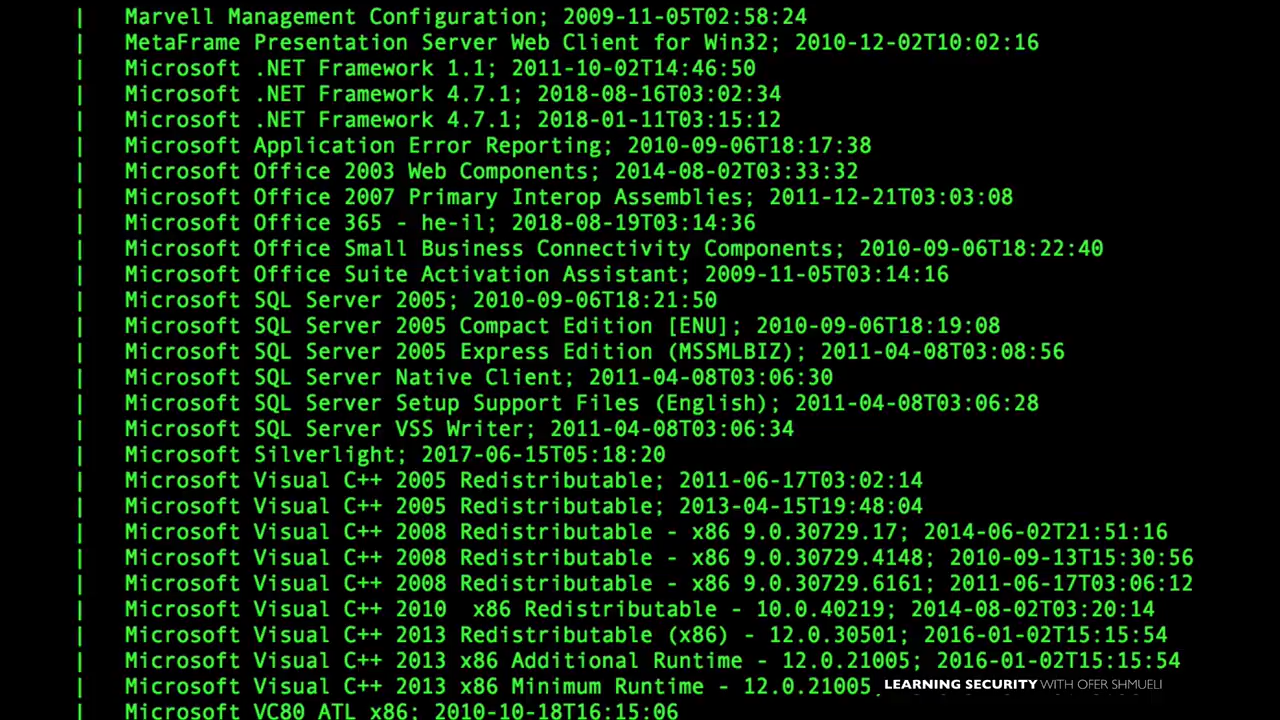 | Marvell Management Configuration; 2009-11-05T02:58:24
| MetaFrame Presentation Server Web Client for Win32; 2010-12-02T10:02:16
| Microsoft .NET Framework 1.1; 2011-10-02T14:46:50
| Microsoft .NET Framework 4.7.1; 2018-08-16T03:02:34
| Microsoft .NET Framework 4.7.1; 2018-01-11T03:15:12
| Microsoft Application Error Reporting; 2010-09-06T18:17:38
| Microsoft Office 2003 Web Components; 2014-08-02T03:33:32
| Microsoft Office 2007 Primary Interop Assemblies; 2011-12-21T03:03:08
| Microsoft Office 365 - he-il; 2018-08-19T03:14:36
| Microsoft Office Small Business Connectivity Components; 2010-09-06T18:22:40
| Microsoft Office Suite Activation Assistant; 2009-11-05T03:14:16
| Microsoft SQL Server 2005; 2010-09-06T18:21:50
| Microsoft SQL Server 2005 Compact Edition [ENU]; 2010-09-06T18:19:08
| Microsoft SQL Server 2005 Express Edition (MSSMLBIZ); 2011-04-08T03:08:56
| Microsoft SQL Server Native Client; 2011-04-08T03:06:30
| Microsoft SQL Server Setup Support Files (English); 2011-04-08T03:06:28
| Microsoft SQL Server VSS Writer; 2011-04-08T03:06:34
| Microsoft Silverlight; 2017-06-15T05:18:20
| Microsoft Visual C++ 2005 Redistributable; 2011-06-17T03:02:14
| Microsoft Visual C++ 2005 Redistributable; 2013-04-15T19:48:04
| Microsoft Visual C++ 2008 Redistributable - x86 9.0.30729.17; 2014-06-02T21:51:16
| Microsoft Visual C++ 2008 Redistributable - x86 9.0.30729.4148; 2010-09-13T15:30:56
| Microsoft Visual C++ 2008 Redistributable - x86 9.0.30729.6161; 2011-06-17T03:06:12
| Microsoft Visual C++ 2010  x86 Redistributable - 10.0.40219; 2014-08-02T03:20:14
| Microsoft Visual C++ 2013 Redistributable (x86) - 12.0.30501; 2016-01-02T15:15:54
| Microsoft Visual C++ 2013 x86 Additional Runtime - 12.0.21005; 2016-01-02T15:15:54
| Microsoft Visual C++ 2013 x86 Minimum Runtime - 12.0.21005
LEARNING SECURITY WITH OFER SHMUELI
| Microsoft VC80 ATL x86; 2010-10-18T16:15:06